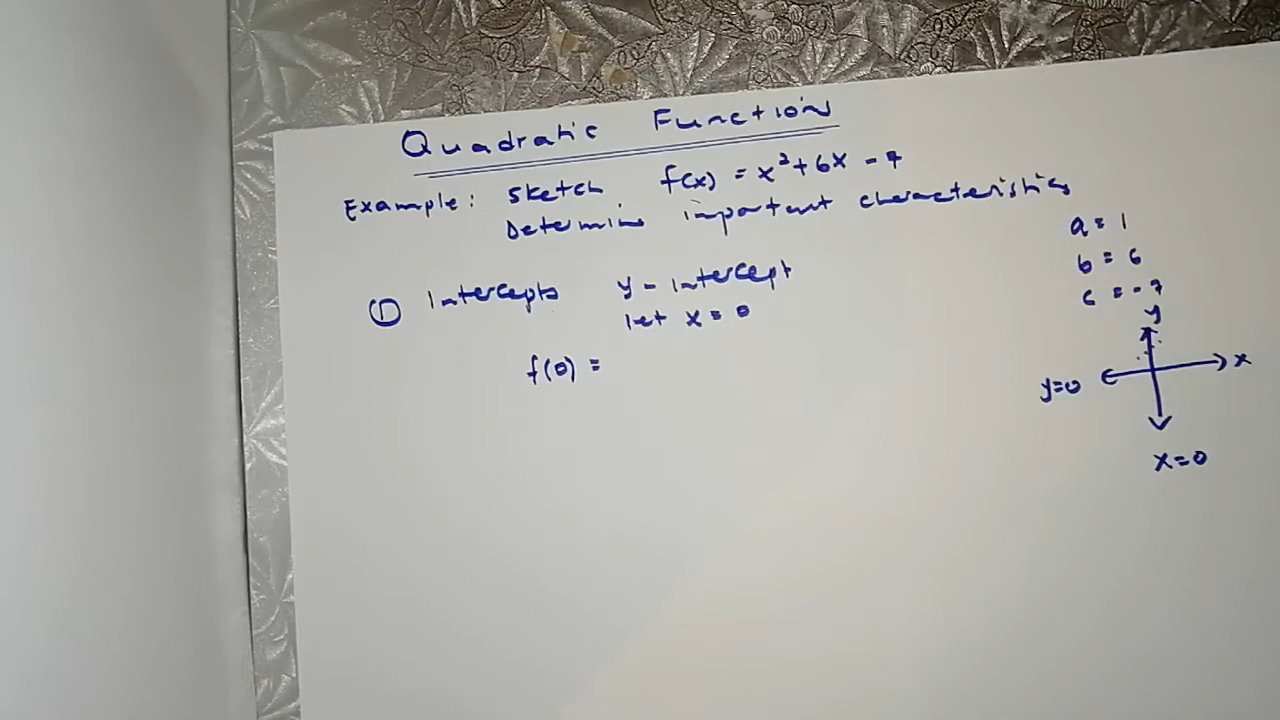 Quadratic Functions
Example: Sketch f(x) = x² + 6x - 7
Determine important characteristics
a = 1
b = 6
c = -7
① Intercepts y-intercept
let x = 0
f(0) =
y
x
y=0
x=0